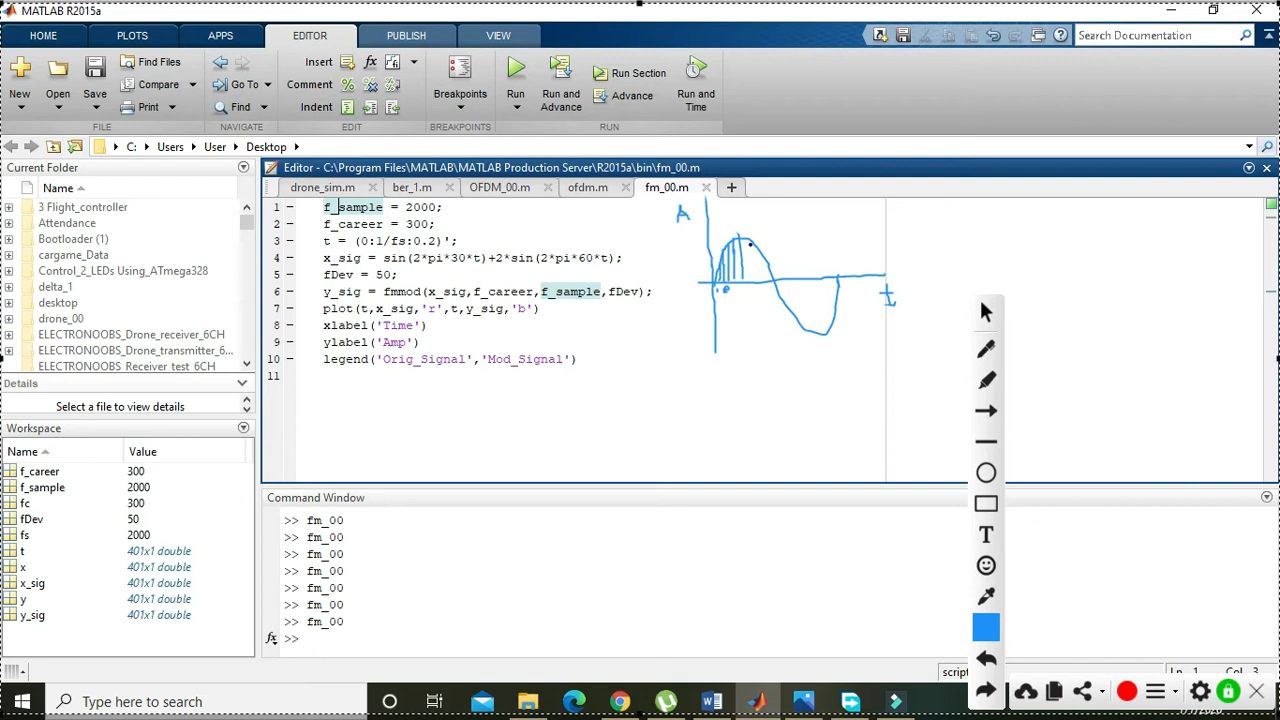 MATLAB R2015a
HOME PLOTS APPS EDITOR PUBLISH VIEW Search Documentation
New Open Save Find Files Compare Print Go To Find Insert fx Comment Indent Breakpoints Run Run and Advance Run Section Advance Run and Time
FILE NAVIGATE EDIT BREAKPOINTS RUN
C: Users User Desktop
Current Folder
Name
3 Flight_controller
Attendance
Bootloader (1)
cargame_Data
Control_2_LEDs Using_ATmega328
delta_1
desktop
drone_00
ELECTRONOOBS_Drone_receiver_6CH
ELECTRONOOBS_Drone_transmitter_6...
ELECTRONOOBS Receiver test 6CH
Details
Select a file to view details
Workspace
Name Value
f_career 300
f_sample 2000
fc 300
fDev 50
fs 2000
t 401x1 double
x 401x1 double
x_sig 401x1 double
y 401x1 double
y_sig 401x1 double
Editor - C:\Program Files\MATLAB\MATLAB Production Server\R2015a\bin\fm_00.m
drone_sim.m ber_1.m OFDM_00.m ofdm.m fm_00.m
1 f_sample = 2000;
2 f_career = 300;
3 t = (0:1/fs:0.2)';
4 x_sig = sin(2*pi*30*t)+2*sin(2*pi*60*t);
5 fDev = 50;
6 y_sig = fmmod(x_sig,f_career,f_sample,fDev);
7 plot(t,x_sig,'r',t,y_sig,'b')
8 xlabel('Time')
9 ylabel('Amp')
10 legend('Orig_Signal','Mod_Signal')
11
A
t
Command Window
>> fm_00
>> fm_00
>> fm_00
>> fm_00
>> fm_00
>> fm_00
>> fm_00
fx >>
T
script Ln 1 Col 3
Type here to search